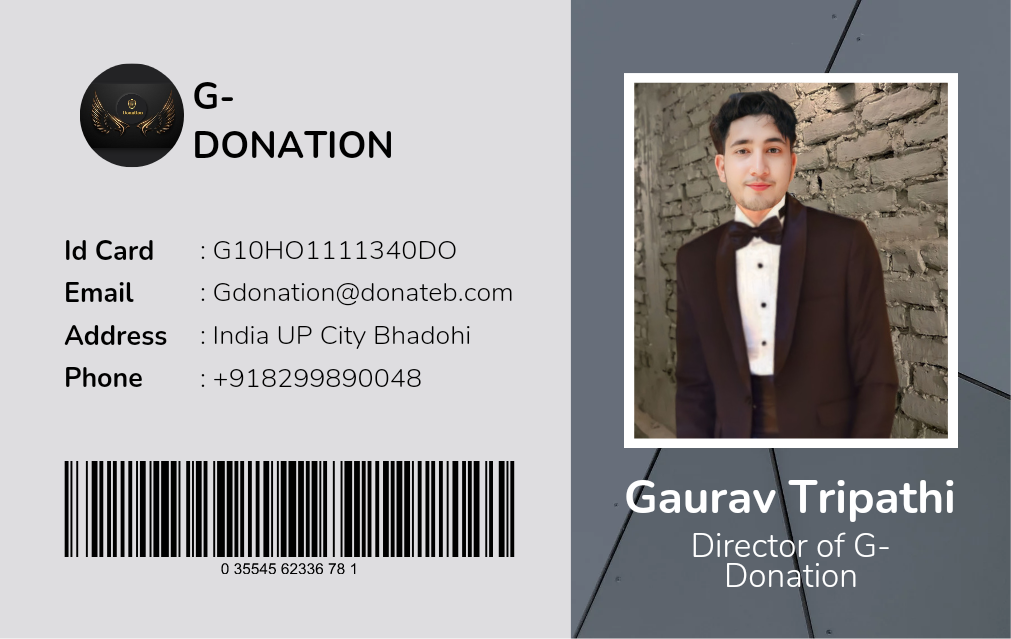 Donation
G-
DONATION
Id Card : G10HO1111340DO
Email : Gdonation@donateb.com
Address : India UP City Bhadohi
Phone : +918299890048
0 35545 62336 78 1
Gaurav Tripathi
Director of G-
Donation